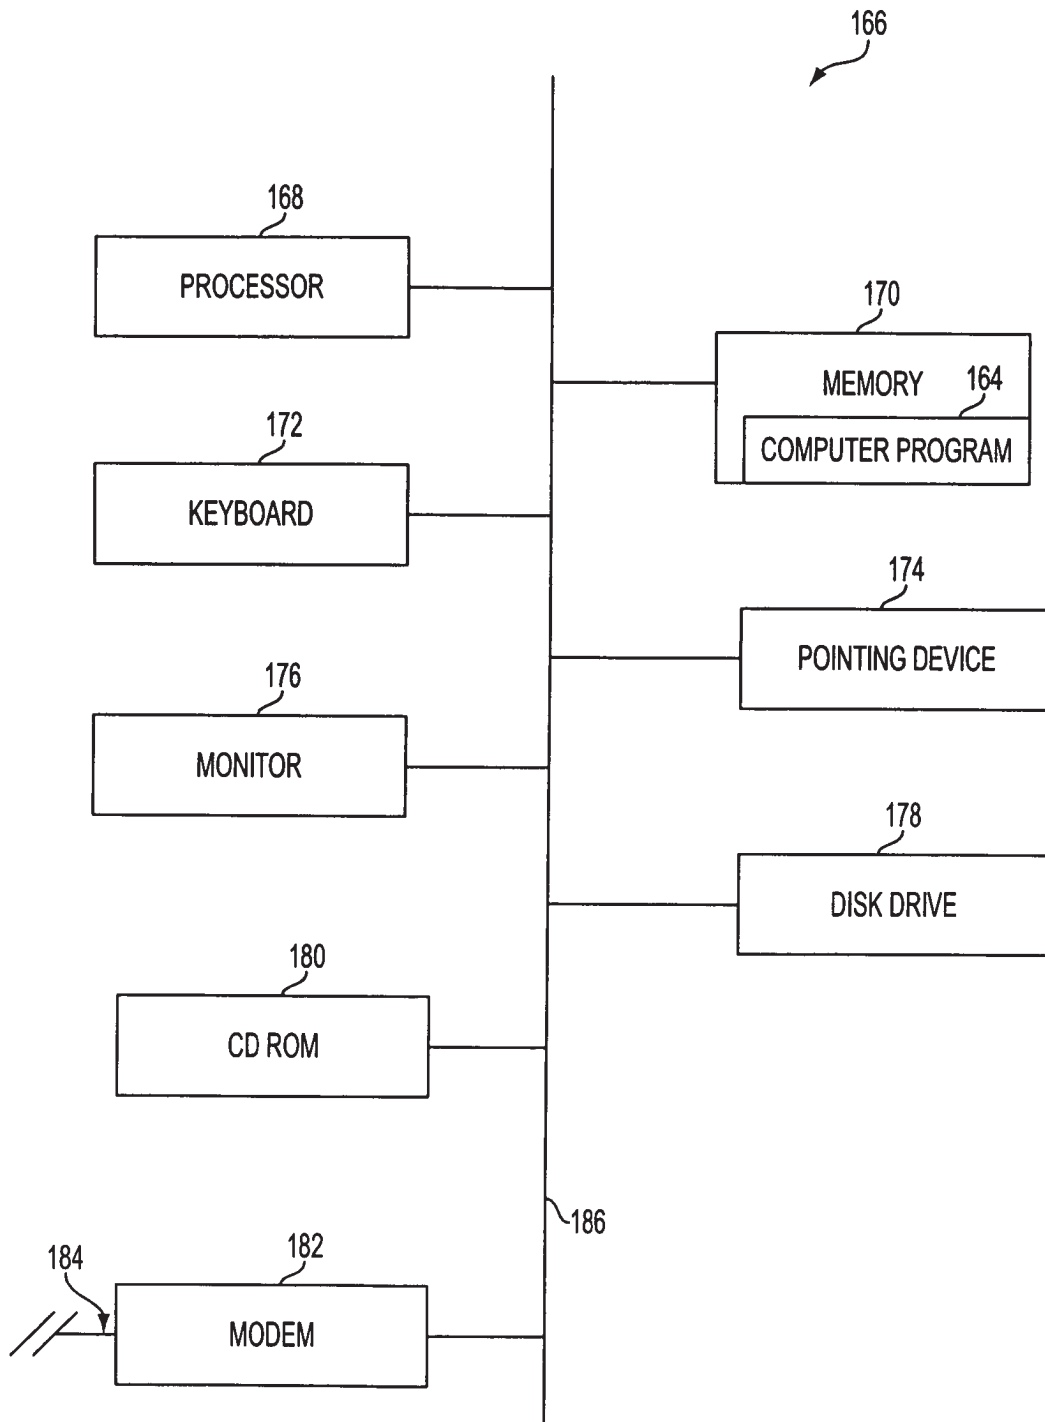 166
168
PROCESSOR
170
MEMORY
164
COMPUTER PROGRAM
172
KEYBOARD
174
POINTING DEVICE
176
MONITOR
178
DISK DRIVE
180
CD ROM
186
184
182
MODEM